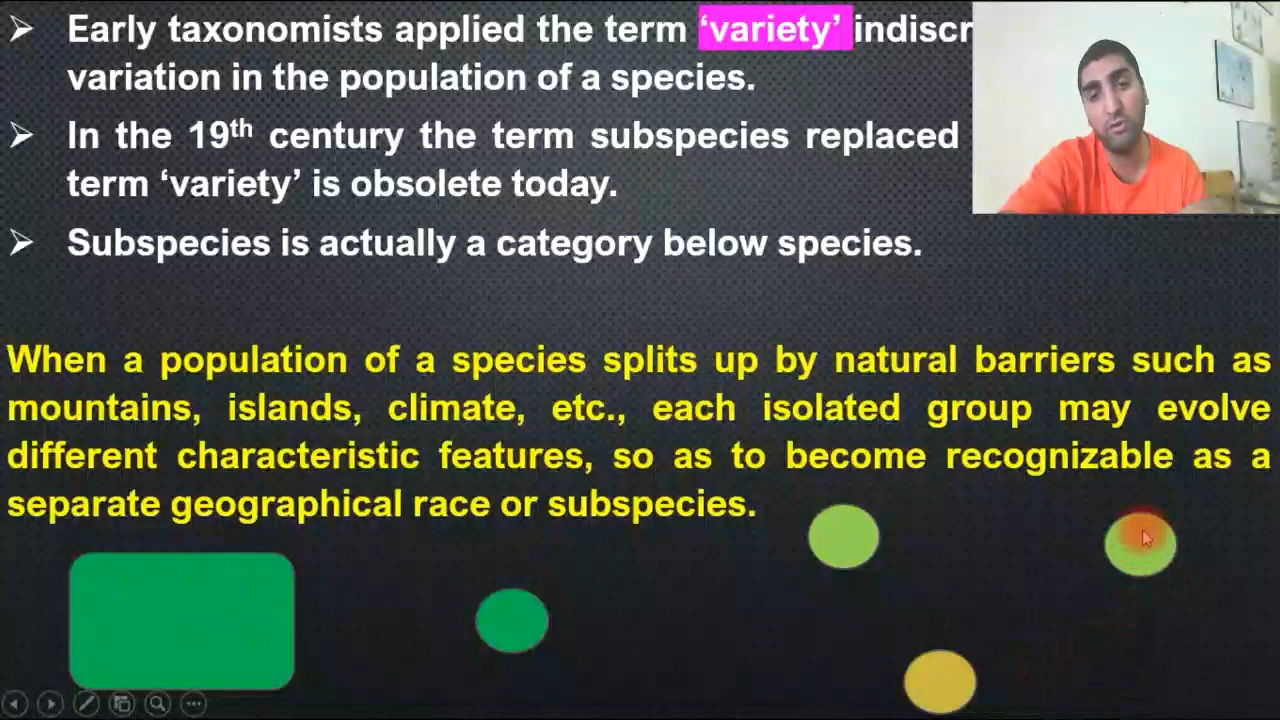 Early taxonomists applied the term ‘variety’
variation in the population of a species.
In the 19th century the term subspecies replaced
term ‘variety’ is obsolete today.
Subspecies is actually a category below species.
When a population of a species splits up by natural barriers such as
mountains, islands, climate, etc., each isolated group may evolve
different characteristic features, so as to become recognizable as a
separate geographical race or subspecies.